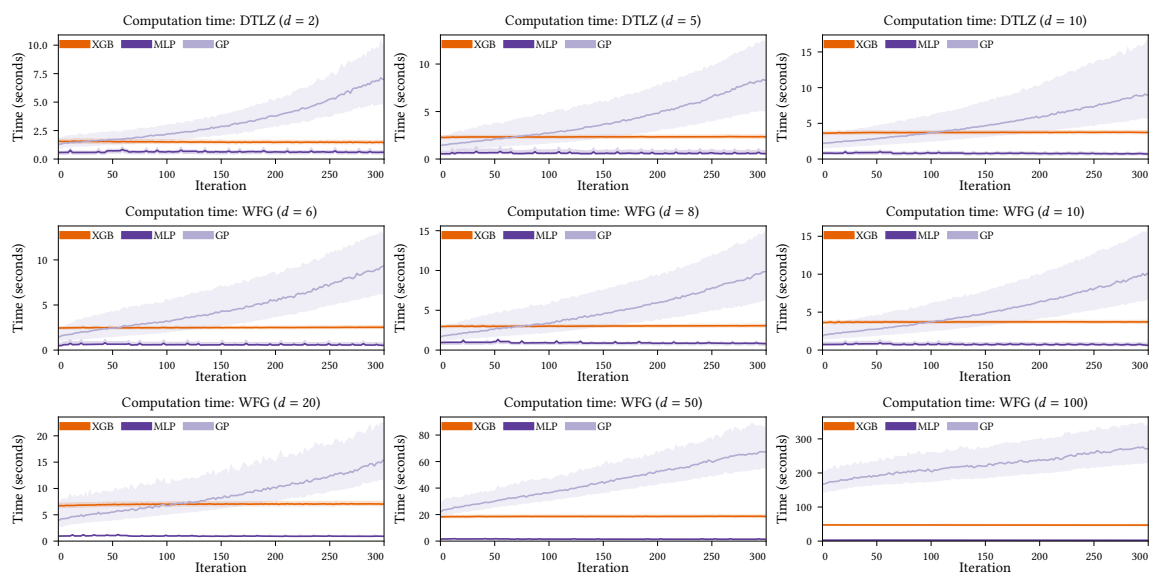 Computation time: DTLZ (d = 2)
XGB MLP GP
Time (seconds)
10.0
7.5
5.0
2.5
0.0
0 50 100 150 200 250 300
Iteration
Computation time: DTLZ (d = 5)
XGB MLP GP
Time (seconds)
10
5
0
0 50 100 150 200 250 300
Iteration
Computation time: DTLZ (d = 10)
XGB MLP GP
Time (seconds)
15
10
5
0
0 50 100 150 200 250 300
Iteration
Computation time: WFG (d = 6)
XGB MLP GP
Time (seconds)
10
5
0
0 50 100 150 200 250 300
Iteration
Computation time: WFG (d = 8)
XGB MLP GP
Time (seconds)
15
10
5
0
0 50 100 150 200 250 300
Iteration
Computation time: WFG (d = 10)
XGB MLP GP
Time (seconds)
15
10
5
0
0 50 100 150 200 250 300
Iteration
Computation time: WFG (d = 20)
XGB MLP GP
Time (seconds)
20
15
10
5
0
0 50 100 150 200 250 300
Iteration
Computation time: WFG (d = 50)
XGB MLP GP
Time (seconds)
80
60
40
20
0
0 50 100 150 200 250 300
Iteration
Computation time: WFG (d = 100)
XGB MLP GP
Time (seconds)
300
200
100
0
0 50 100 150 200 250 300
Iteration